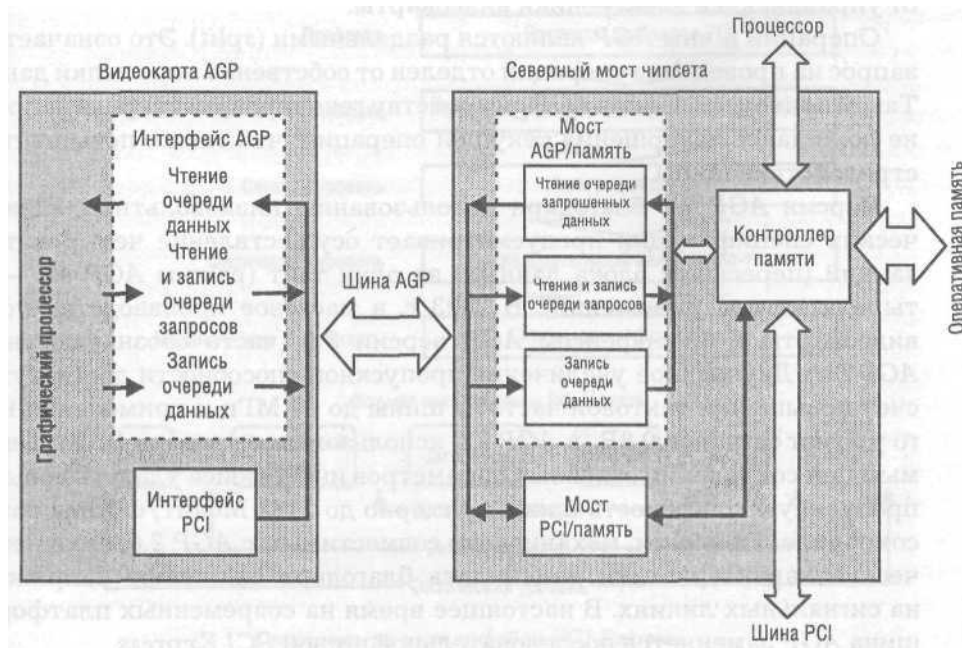 Процессор
Видеокарта AGP
Северный мост чипсета
Интерфейс AGP
Чтение
очереди
данных
Чтение
и запись
очереди
запросов
Запись
очереди
данных
Графический процессор
Интерфейс
PCI
Шина AGP
Мост
AGP/память
Чтение очереди
запрошенных
данных
Чтение и запись
очереди запросов
Запись
очереди
данных
Мост
PCI/память
Контроллер
памяти
Оперативная память
Шина PCI